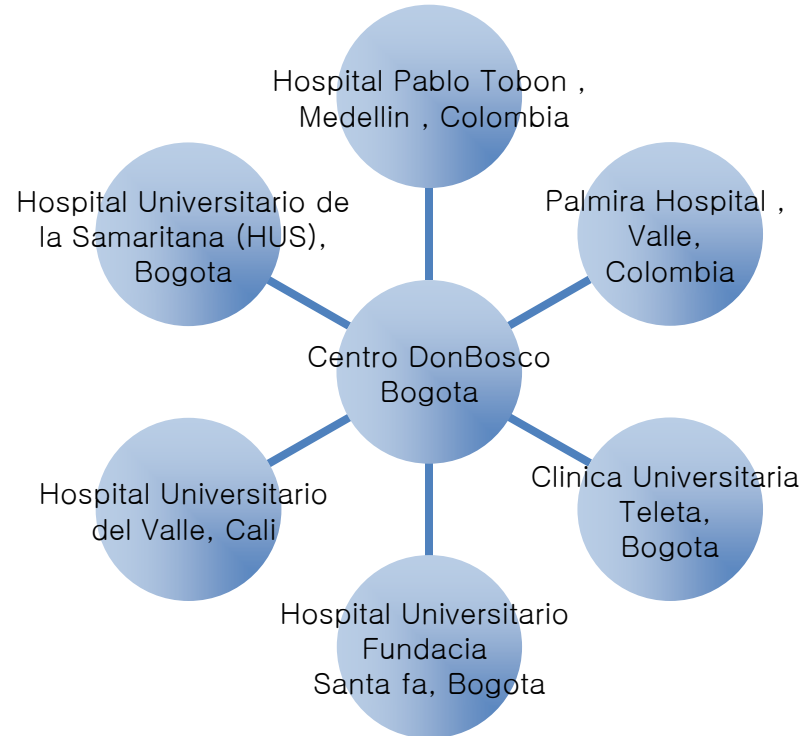 Hospital Pablo Tobon ,
Medellin , Colombia
Palmira Hospital ,
Valle,
Colombia
Clinica Universitaria
Teleta,
Bogota
Hospital Universitario
Fundacia
Santa fa, Bogota
Hospital Universitario
del Valle, Cali
Hospital Universitario de
la Samaritana (HUS),
Bogota
Centro DonBosco
Bogota